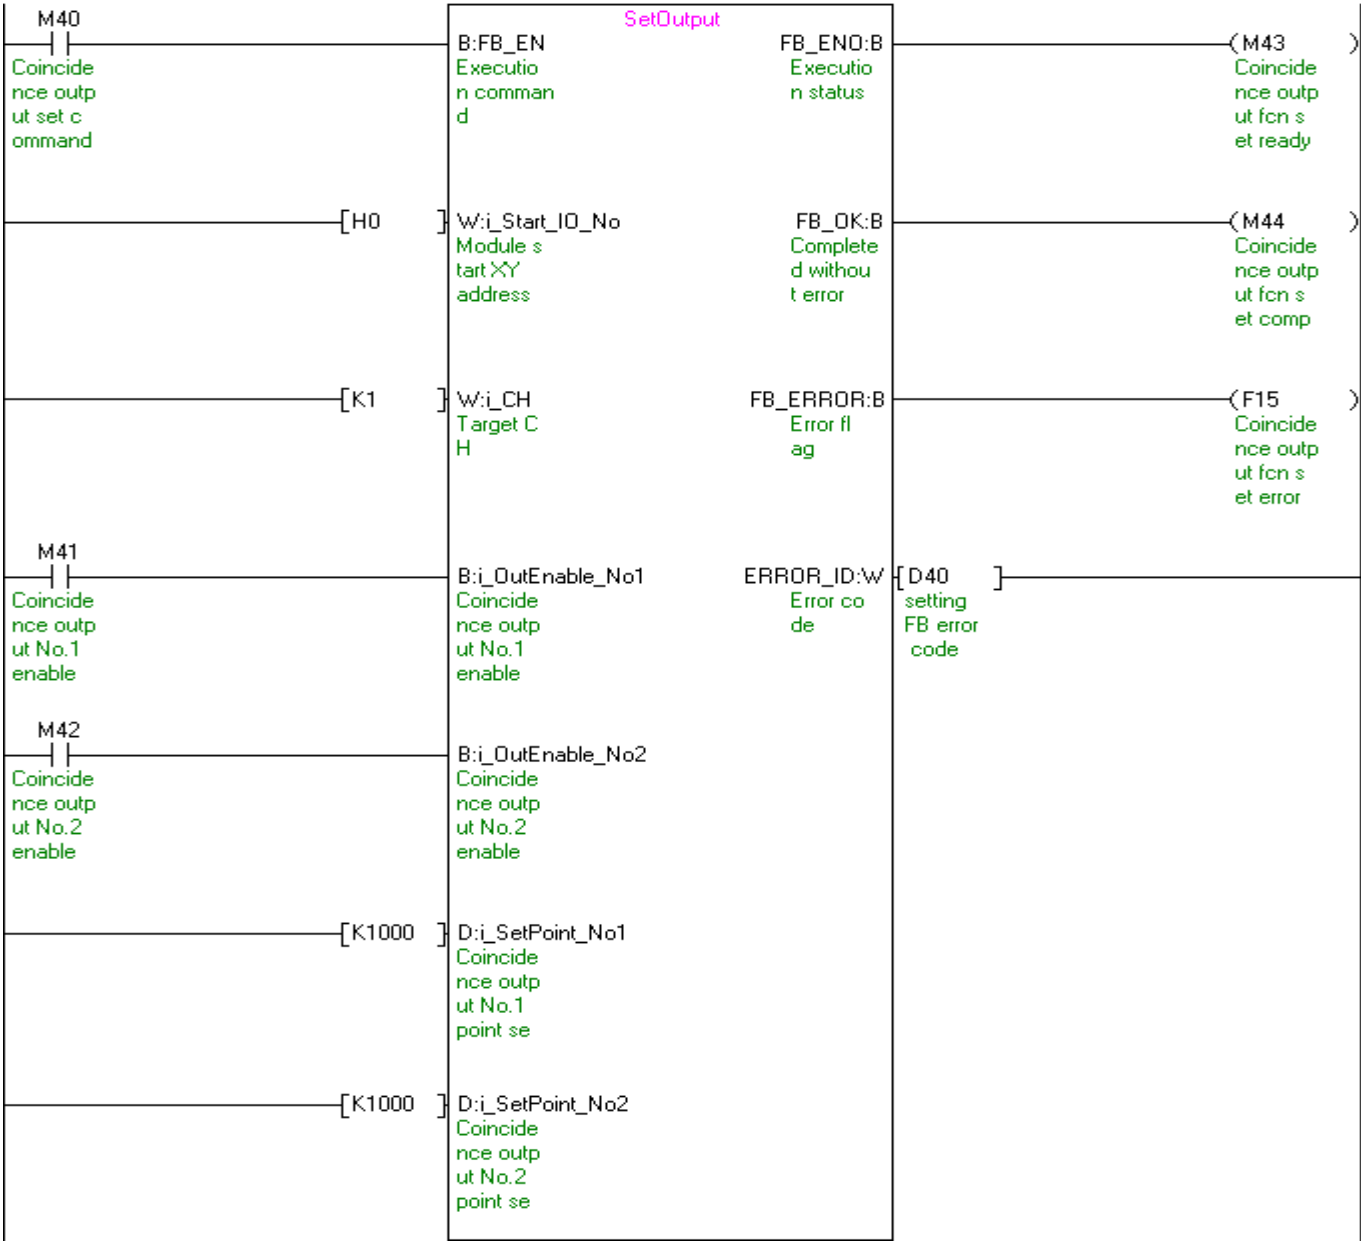 SetOutput
M40
B:FB_EN
FB_ENO:B
(M43 )
Coincide
nce outp
ut set c
ommand
Executio
n comman
d
Executio
n status
Coincide
nce outp
ut fcn s
et ready
[H0 ]
W:i_Start_IO_No
FB_OK:B
(M44 )
Module s
tart XY
address
Complete
d withou
t error
Coincide
nce outp
ut fcn s
et comp
[K1 ]
W:i_CH
FB_ERROR:B
(F15 )
Target C
H
Error fl
ag
Coincide
nce outp
ut fcn s
et error
M41
B:i_OutEnable_No1
ERROR_ID:W
[D40 ]
Coincide
nce outp
ut No.1
enable
Coincide
nce outp
ut No.1
enable
Error co
de
setting
FB error
code
M42
B:i_OutEnable_No2
Coincide
nce outp
ut No.2
enable
Coincide
nce outp
ut No.2
enable
[K1000 ]
D:i_SetPoint_No1
Coincide
nce outp
ut No.1
point se
[K1000 ]
D:i_SetPoint_No2
Coincide
nce outp
ut No.2
point se